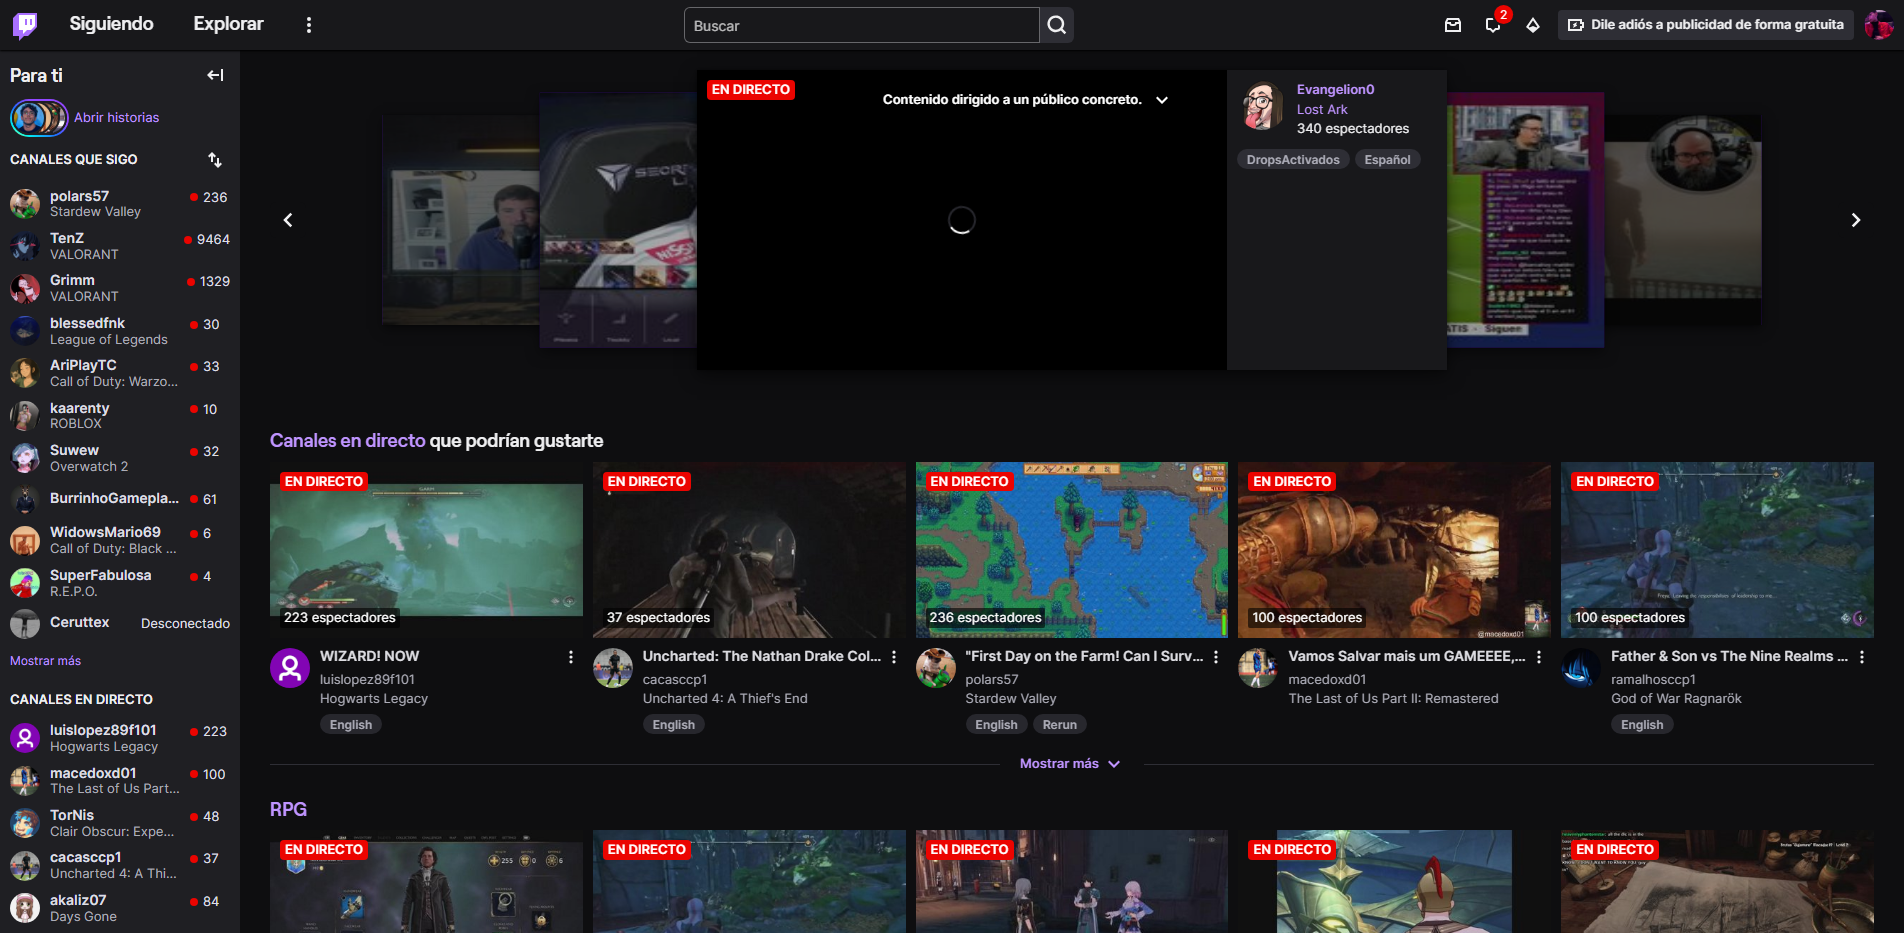 Siguiendo
Explorar
Buscar
2
Dile adiós a publicidad de forma gratuita
Para ti
Abrir historias
CANALES QUE SIGO
polars57
236
Stardew Valley
TenZ
9464
VALORANT
Grimm
1329
VALORANT
blessedfnk
30
League of Legends
AriPlayTC
33
Call of Duty: Warzo...
kaarenty
10
ROBLOX
Suwew
32
Overwatch 2
BurrinhoGamepla...
61
WidowsMario69
6
Call of Duty: Black ...
SuperFabulosa
4
R.E.P.O.
Ceruttex
Desconectado
Mostrar más
CANALES EN DIRECTO
luislopez89f101
223
Hogwarts Legacy
macedoxd01
100
The Last of Us Part...
TorNis
48
Clair Obscur: Expe...
cacasccp1
37
Uncharted 4: A Thi...
akaliz07
84
Days Gone
EN DIRECTO
Contenido dirigido a un público concreto.
Evangelion0
Lost Ark
340 espectadores
DropsActivados
Español
Canales en directo que podrían gustarte
EN DIRECTO
223 espectadores
WIZARD! NOW
luislopez89f101
Hogwarts Legacy
English
EN DIRECTO
37 espectadores
Uncharted: The Nathan Drake Col...
cacasccp1
Uncharted 4: A Thief's End
English
EN DIRECTO
236 espectadores
"First Day on the Farm! Can I Surv...
polars57
Stardew Valley
English
Rerun
EN DIRECTO
100 espectadores
@macedoxd01
Vamos Salvar mais um GAMEEEE,...
macedoxd01
The Last of Us Part II: Remastered
EN DIRECTO
100 espectadores
Father & Son vs The Nine Realms ...
ramalhosccp1
God of War Ragnarök
English
Mostrar más
RPG
EN DIRECTO
EN DIRECTO
EN DIRECTO
EN DIRECTO
EN DIRECTO